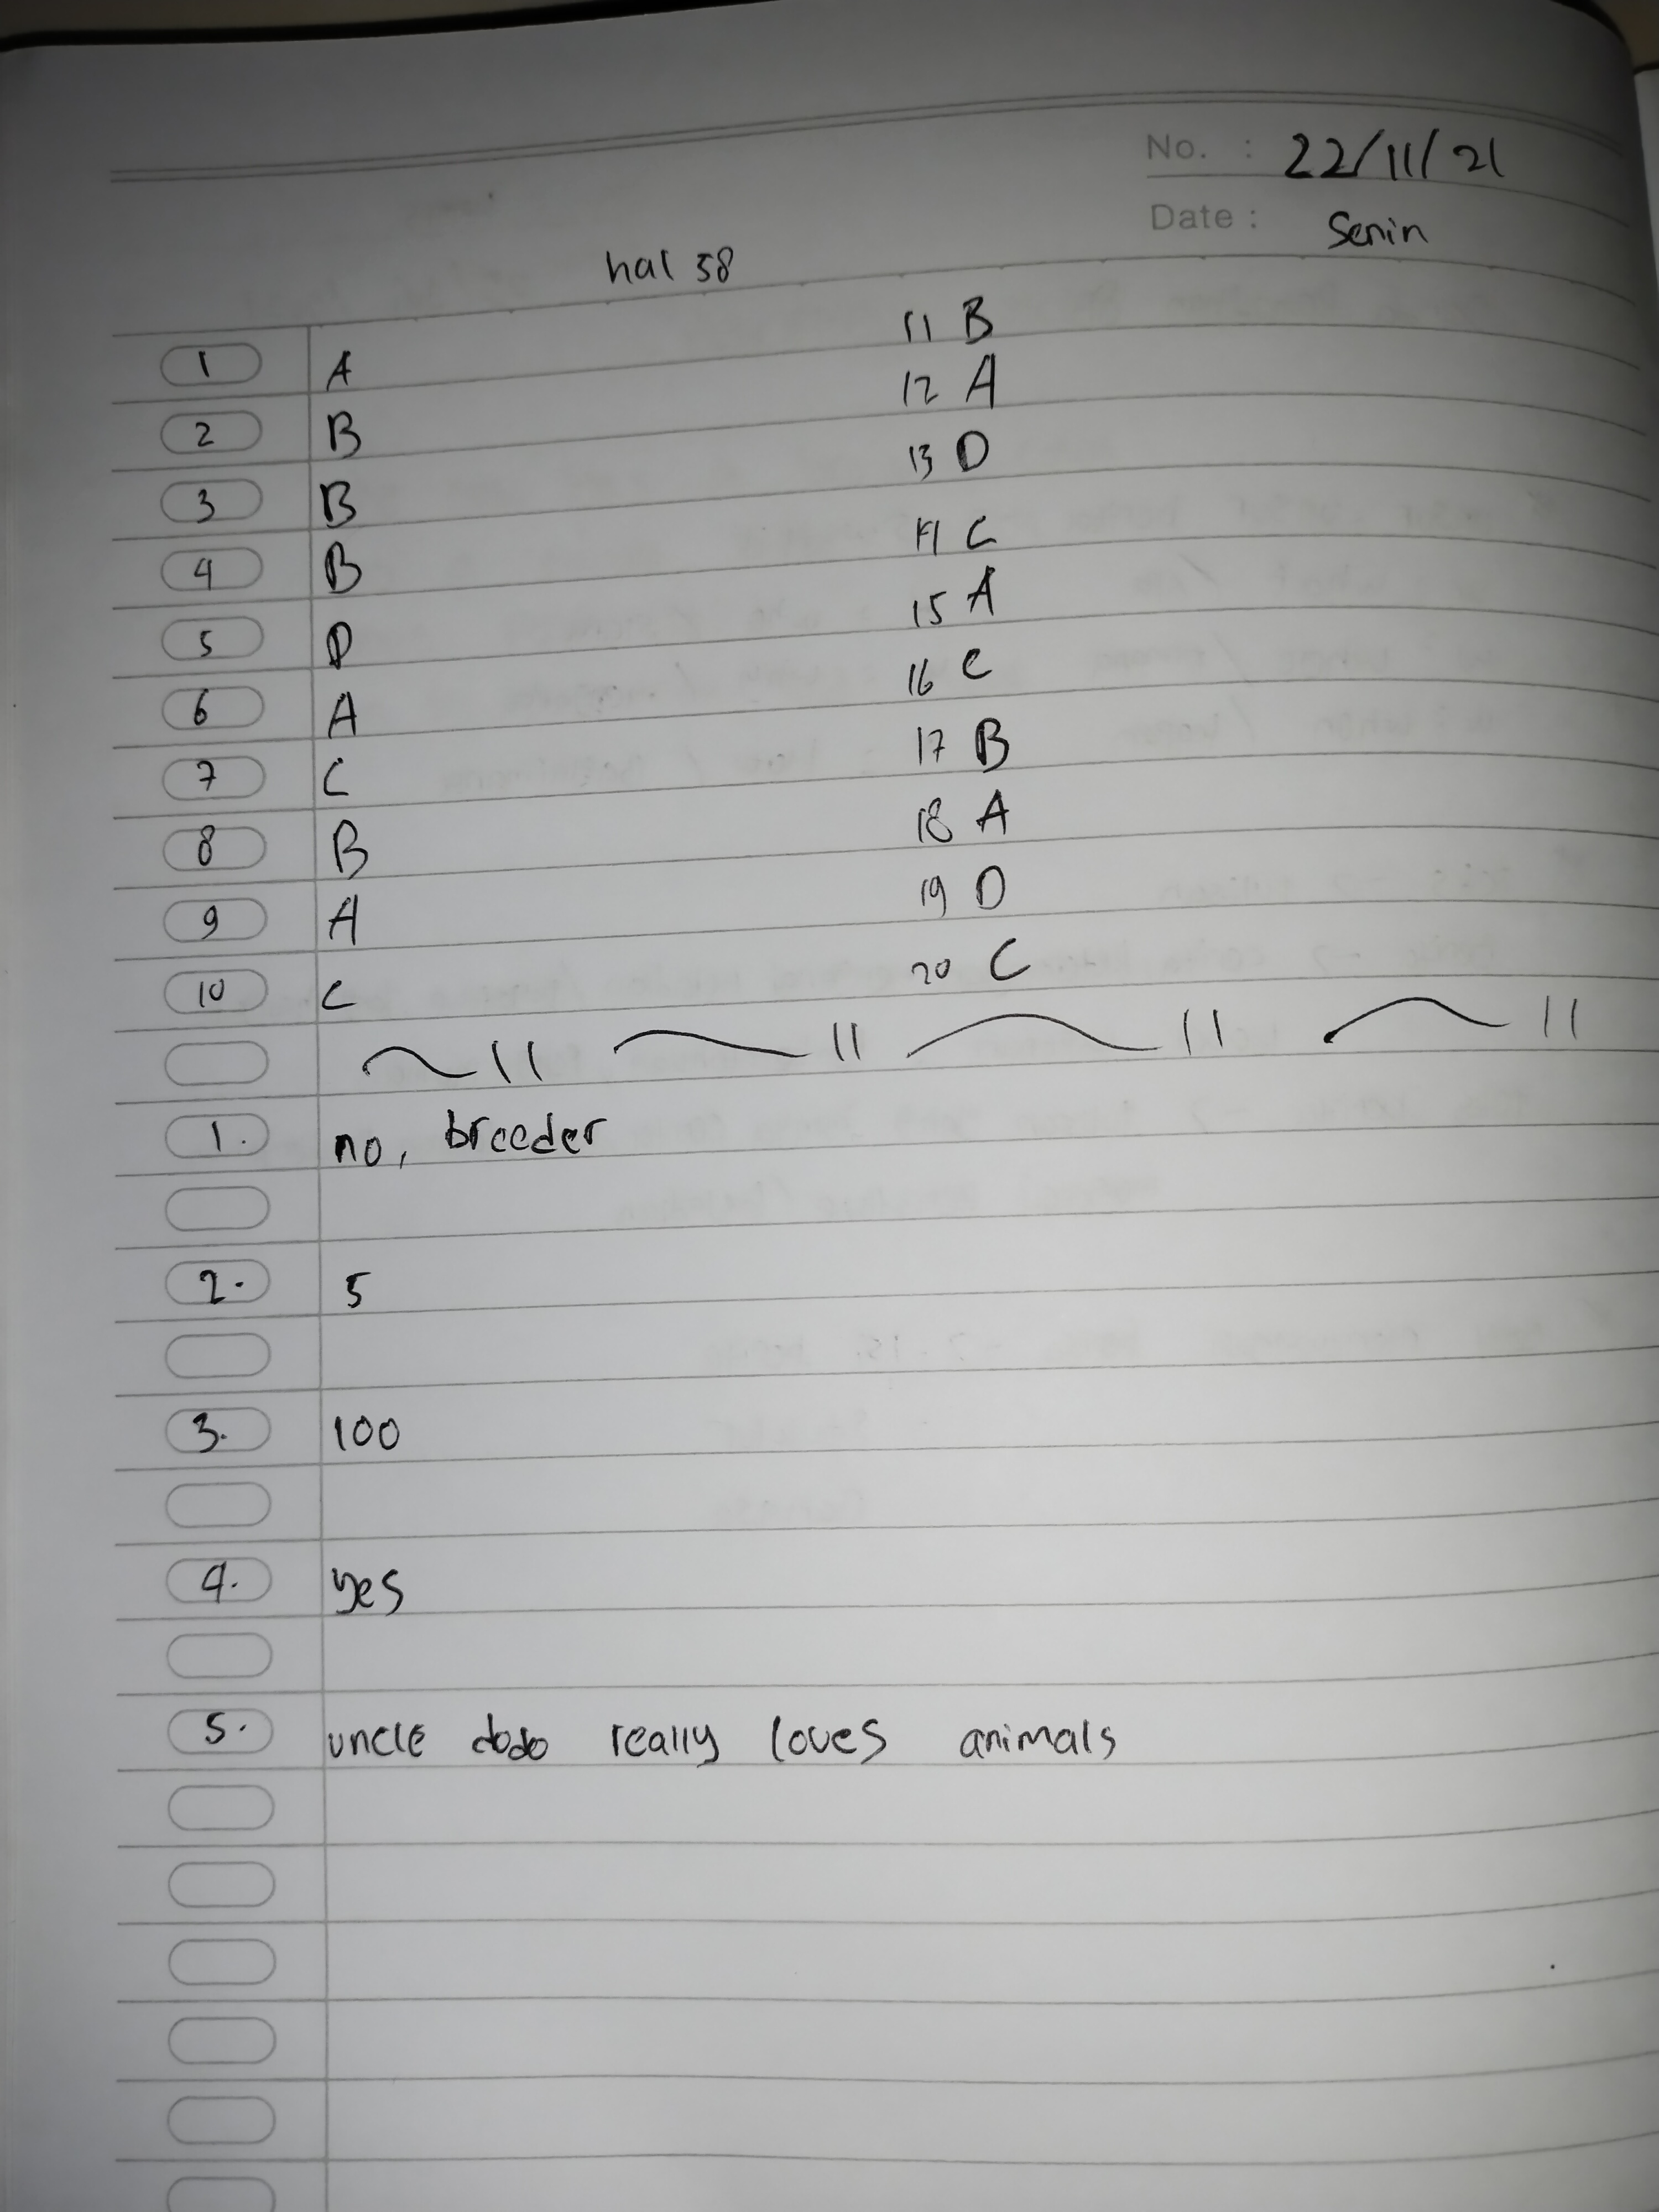 No. : 22/11/21
Date : Senin
hal 58
1 A
2 B
3 B
4 B
5 D
6 A
7 C
8 B
9 A
10 C
11 B
12 A
13 D
14 C
15 A
16 C
17 B
18 A
19 D
20 C
1. no, breeder
2. 5
3. 100
4. yes
5. uncle dodo really loves animals